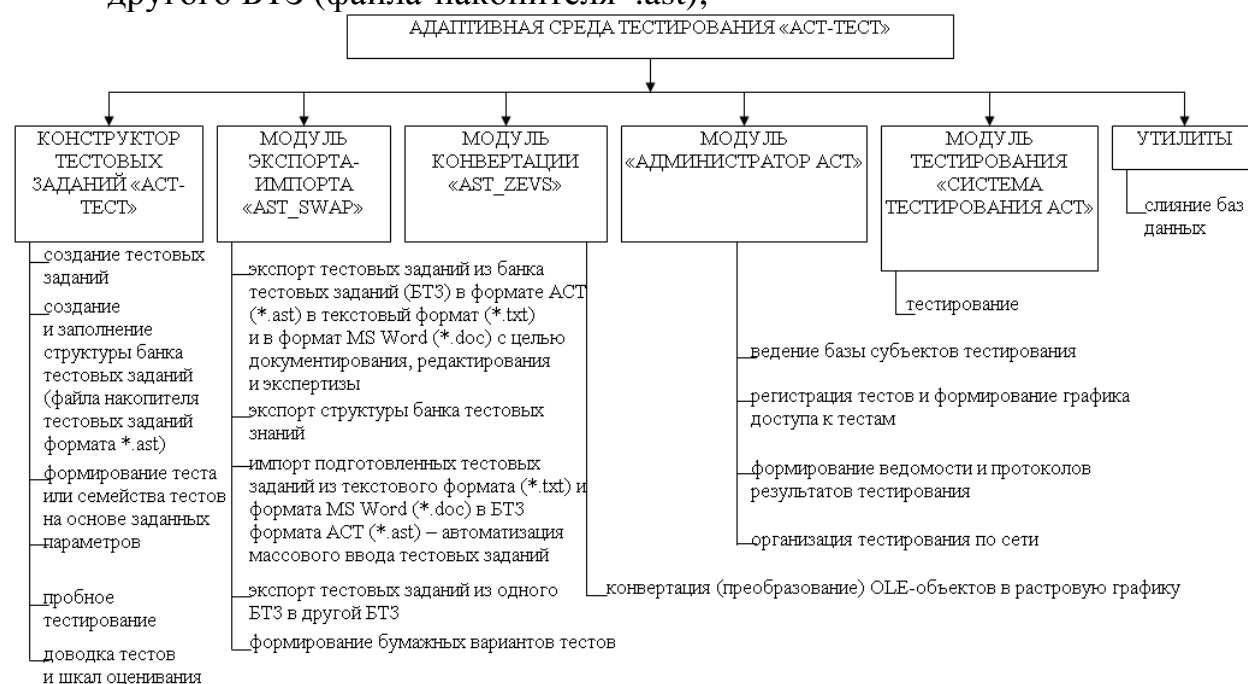 другого БТЗ (файла-накопителя *.ast);
АДАПТИВНАЯ СРЕДА ТЕСТИРОВАНИЯ «АСТ-ТЕСТ»
КОНСТРУКТОР
ТЕСТОВЫХ
ЗАДАНИЙ «АСТ-
ТЕСТ»
создание тестовых
заданий
создание
и заполнение
структуры банка
тестовых заданий
(файла накопителя
тестовых заданий
формата *.ast)
формирование теста
или семейства тестов
на основе заданных
параметров
пробное
тестирование
доводка тестов
и шкал оценивания
МОДУЛЬ
ЭКСПОРТА-
ИМПОРТА
«AST_SWAP»
экспорт тестовых заданий из банка
тестовых заданий (БТЗ) в формате АСТ
(*.ast) в текстовый формат (*.txt)
и в формат MS Word (*.doc) с целью
документирования, редактирования
и экспертизы
экспорт структуры банка тестовых
знаний
импорт подготовленных тестовых
заданий из текстового формата (*.txt) и
формата MS Word (*.doc) в БТЗ
формата АСТ (*.ast) – автоматизация
массового ввода тестовых заданий
экспорт тестовых заданий из одного
БТЗ в другой БТЗ
формирование бумажных вариантов тестов
МОДУЛЬ
КОНВЕРТАЦИИ
«AST_ZEVS»
конвертация (преобразование) OLE-объектов в растровую графику
МОДУЛЬ
«АДМИНИСТРАТОР АСТ»
ведение базы субъектов тестирования
регистрация тестов и формирование графика
доступа к тестам
формирование ведомости и протоколов
результатов тестирования
организация тестирования по сети
МОДУЛЬ
ТЕСТИРОВАНИЯ
«СИСТЕМА
ТЕСТИРОВАНИЯ АСТ»
тестирование
УТИЛИТЫ
слияние баз
данных